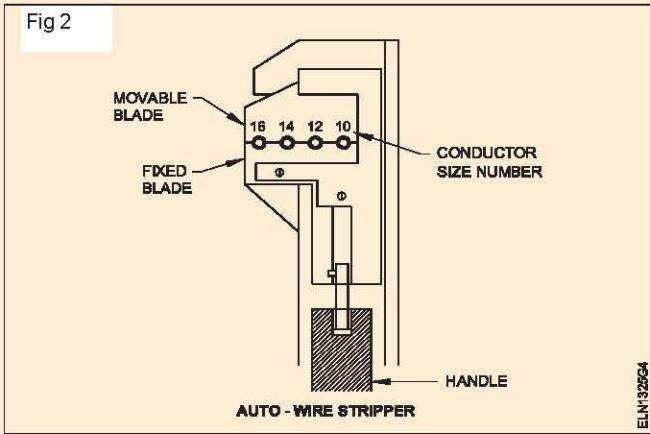 Fig 2
MOVABLE
BLADE
16 14 12 10
FIXED
BLADE
CONDUCTOR
SIZE NUMBER
HANDLE
AUTO - WIRE STRIPPER
ELN1325G4